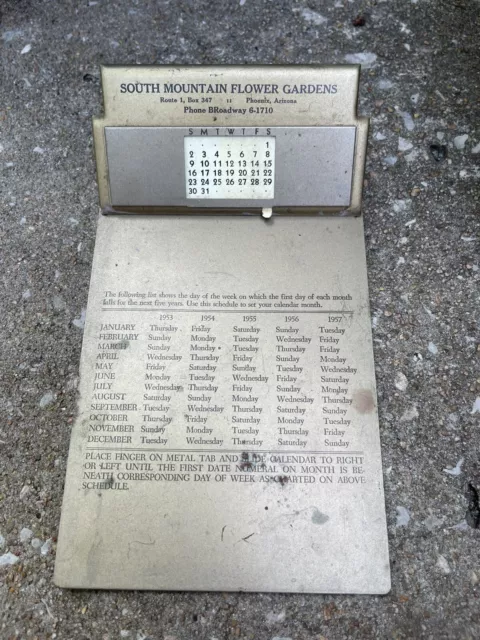 SOUTH MOUNTAIN FLOWER GARDENS
Route 1, Box 347 :: Phoenix, Arizona
Phone BRoadway 6-1710
S M T W T F S
1
2 3 4 5 6 7 8
9 10 11 12 13 14 15
16 17 18 19 20 21 22
23 24 25 26 27 28 29
30 31
The following list shows the day of the week on which the first day of each month
falls for the next five years. Use this schedule to set your calendar month.
1953 1954 1955 1956 1957
JANUARY Thursday Friday Saturday Sunday Tuesday
FEBRUARY Sunday Monday Tuesday Wednesday Friday
MARCH Sunday Monday Tuesday Thursday Friday
APRIL Wednesday Thursday Friday Sunday Monday
MAY Friday Saturday Sunday Tuesday Wednesday
JUNE Monday Tuesday Wednesday Friday Saturday
JULY Wednesday Thursday Friday Sunday Monday
AUGUST Saturday Sunday Monday Wednesday Thursday
SEPTEMBER Tuesday Wednesday Thursday Saturday Sunday
OCTOBER Thursday Friday Saturday Monday Tuesday
NOVEMBER Sunday Monday Tuesday Thursday Friday
DECEMBER Tuesday Wednesday Thursday Saturday Sunday
PLACE FINGER ON METAL TAB AND SLIDE CALENDAR TO RIGHT
OR LEFT UNTIL THE FIRST DATE NUMERAL ON MONTH IS BE-
NEATH CORRESPONDING DAY OF WEEK AS CHARTED ON ABOVE
SCHEDULE.